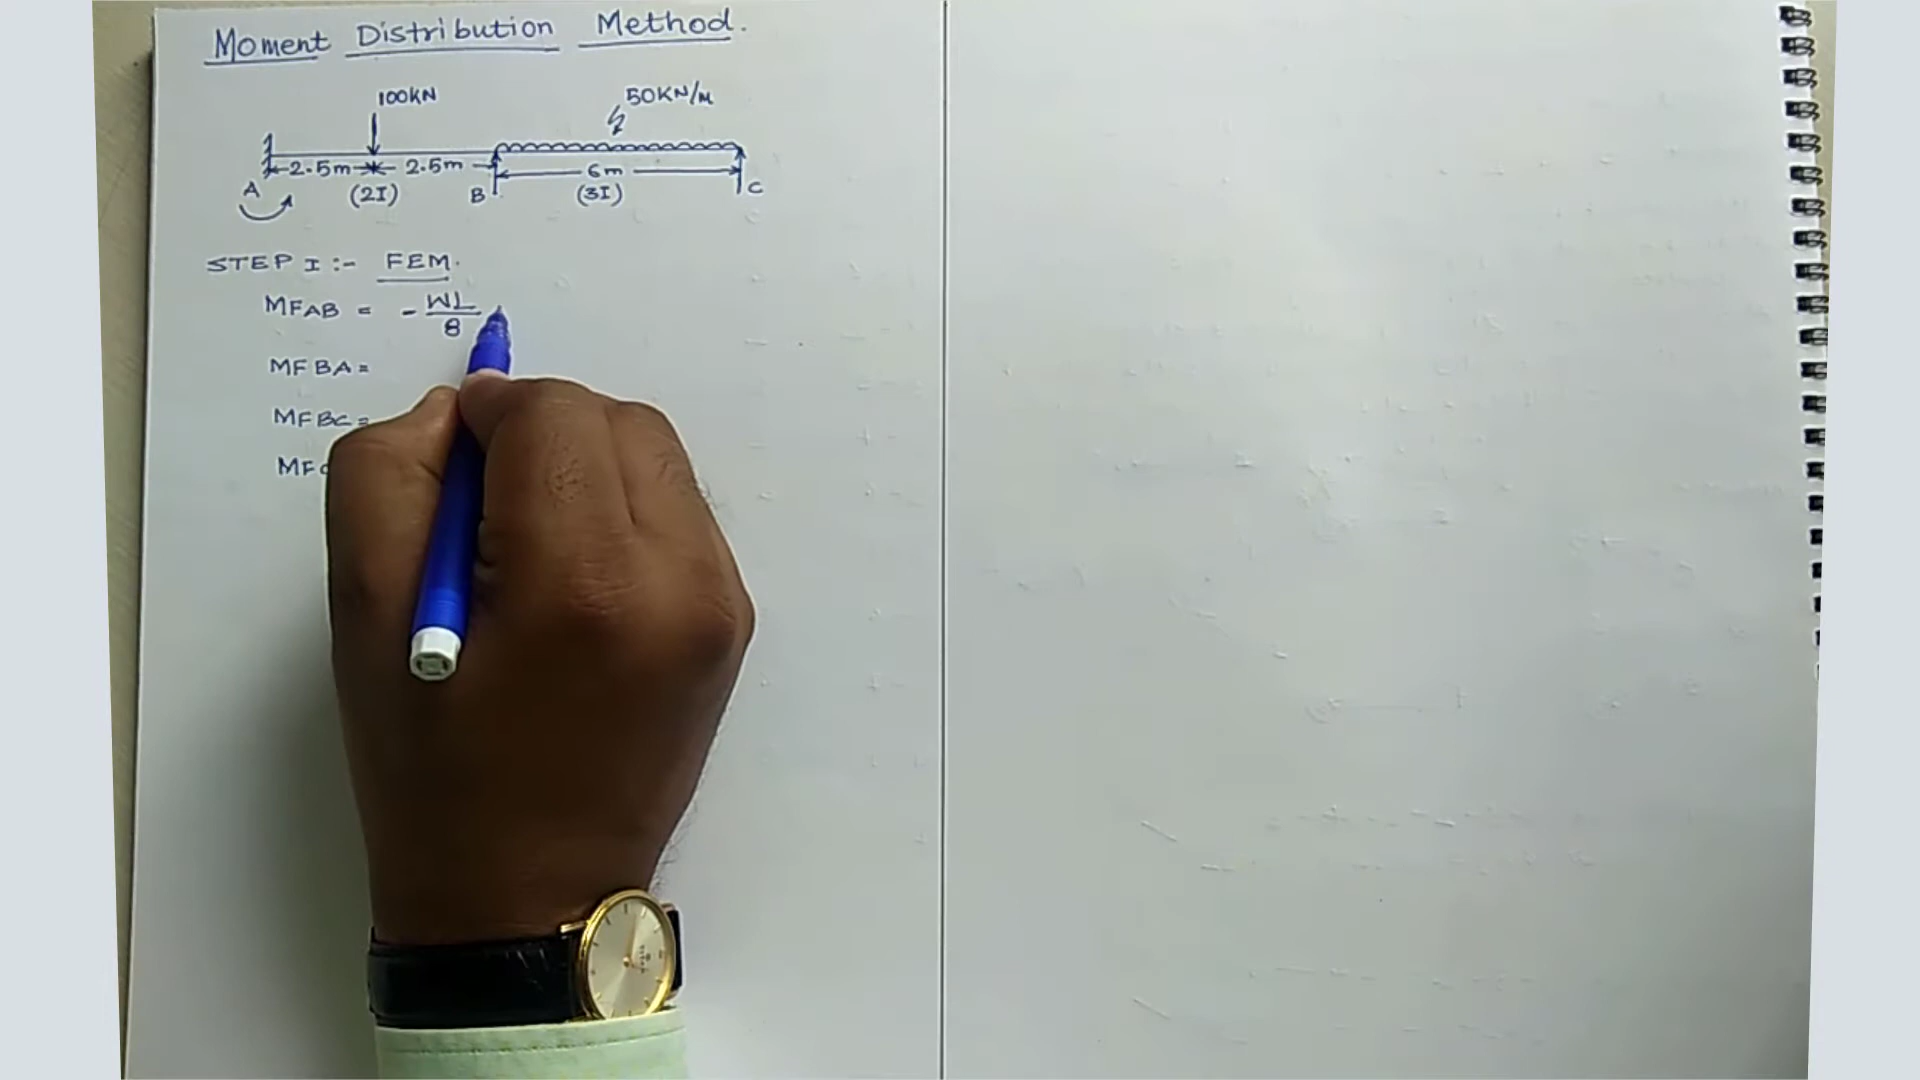 Moment Distribution Method.
100KN
50KN/M
2.5m 2.5m 6m
A (2I) B (3I) C
STEP I :- FEM.
MFAB = - WL/8
MFBA =
MFBC =
MF